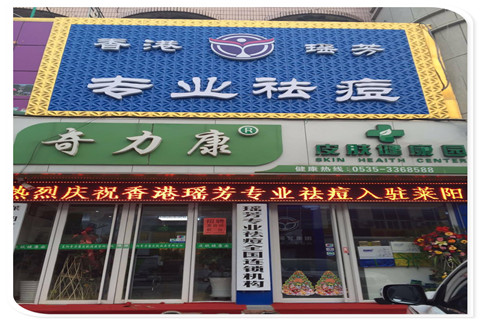 香港 瑶芳
专业祛痘
奇力康®
皮肤健康园
SKIN HEAITH CENTER
健康热线:0535-3368588
热烈庆祝香港瑶芳专业祛痘入驻莱阳
瑶芳专业祛痘全国连锁机构